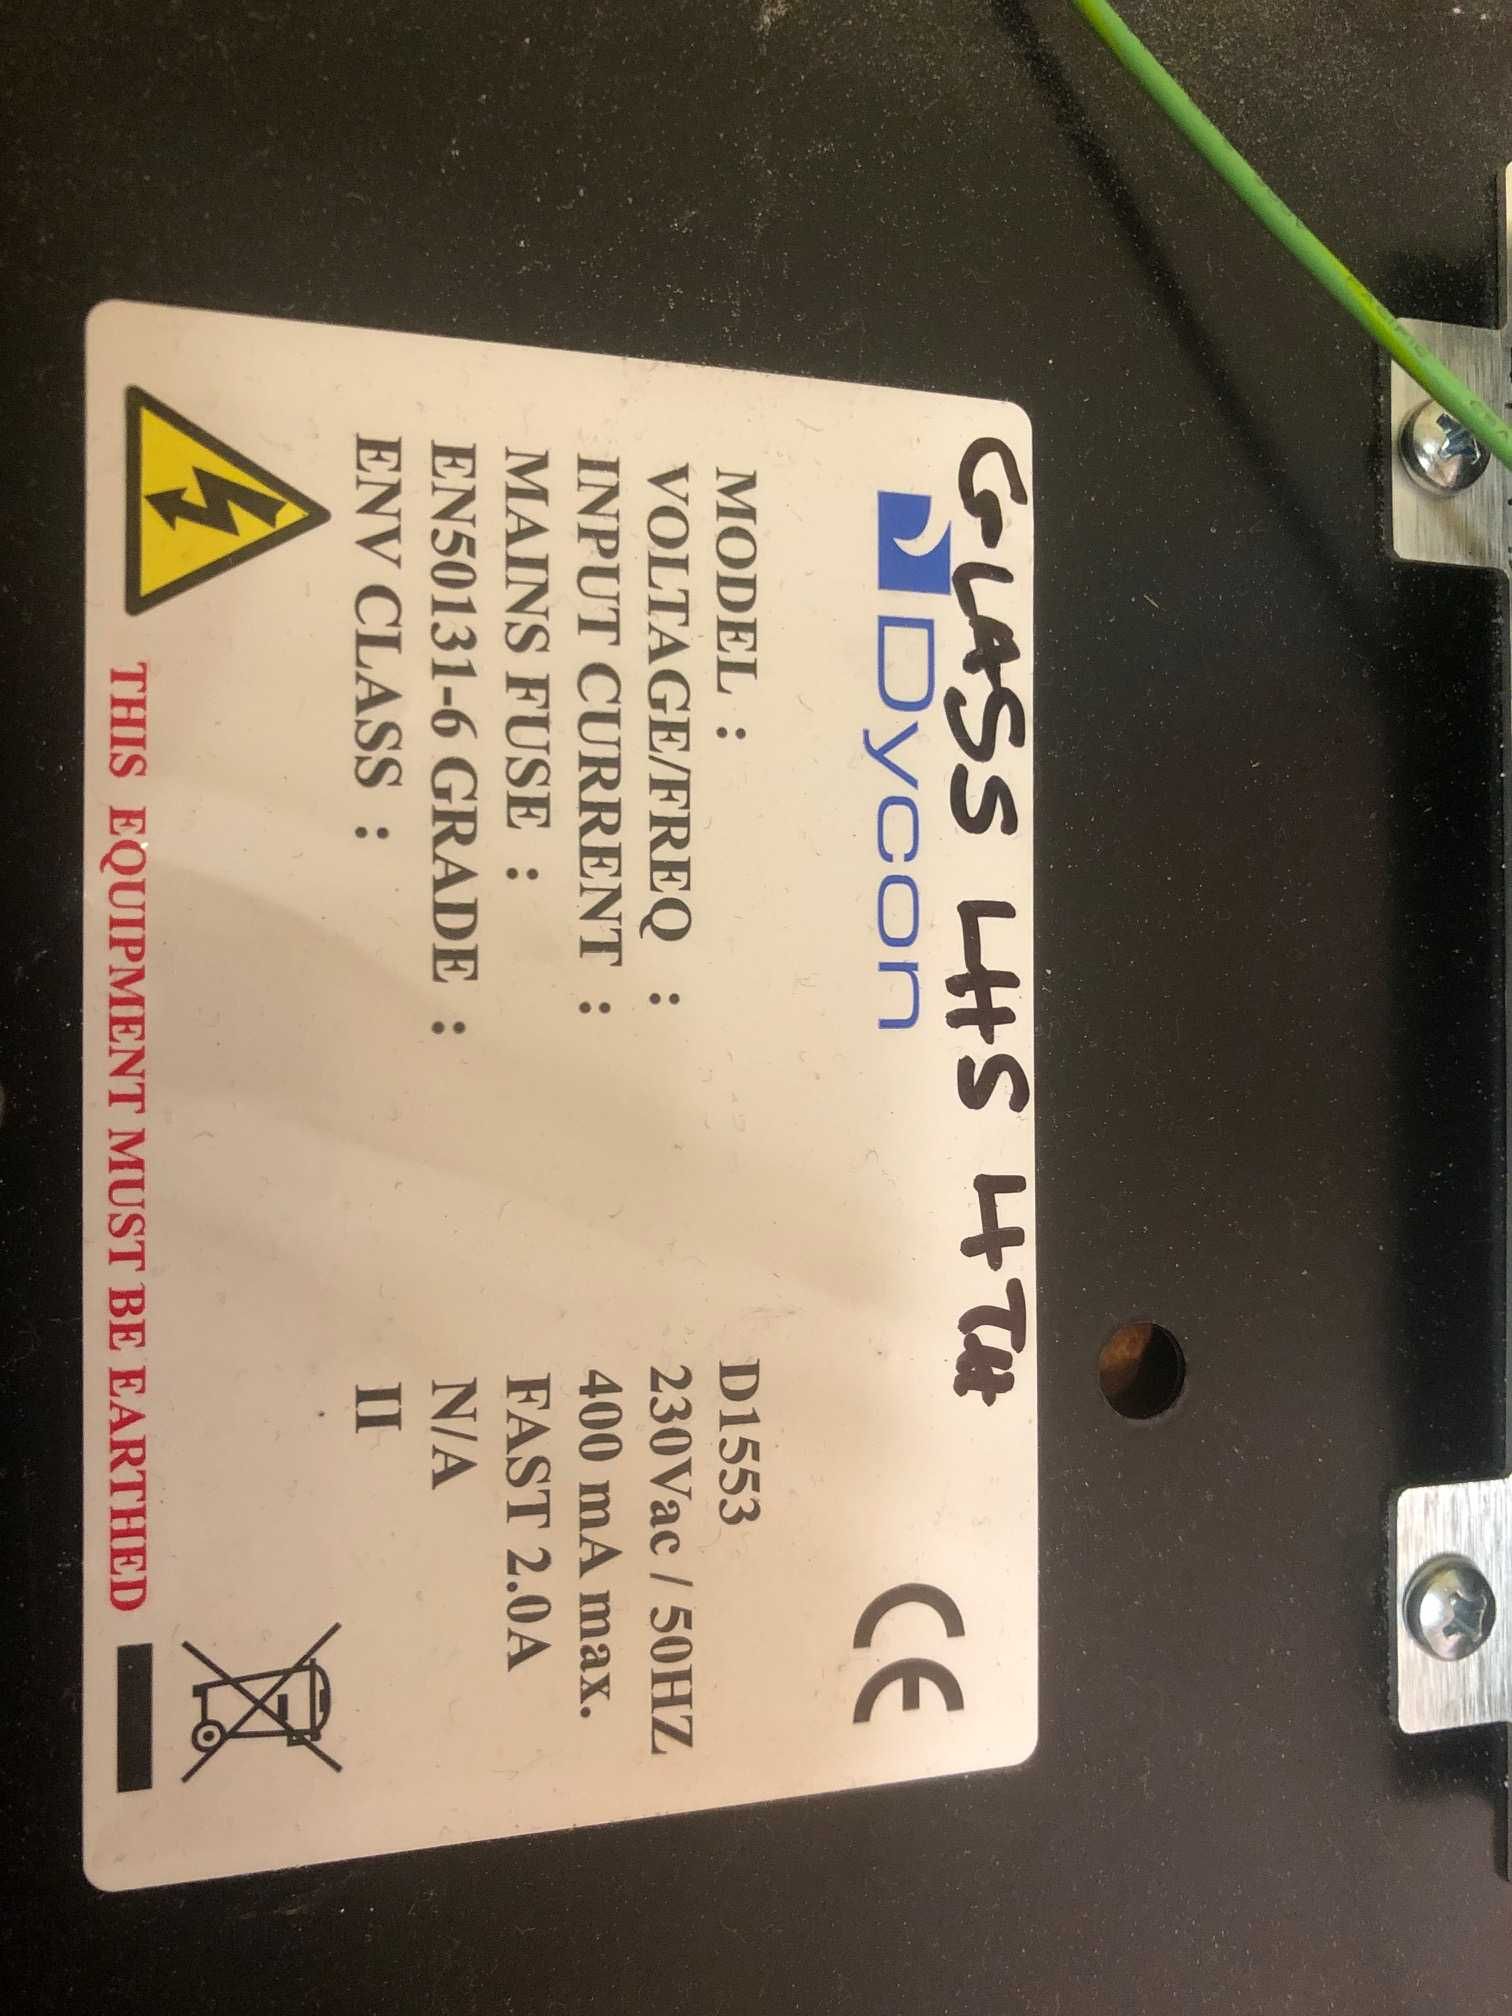 GLASS LHS 4TH
Dycon CE
MODEL : D1553
VOLTAGE/FREQ : 230Vac / 50HZ
INPUT CURRENT : 400 mA max.
MAINS FUSE : FAST 2.0A
EN50131-6 GRADE : N/A
ENV CLASS : II
THIS EQUIPMENT MUST BE EARTHED